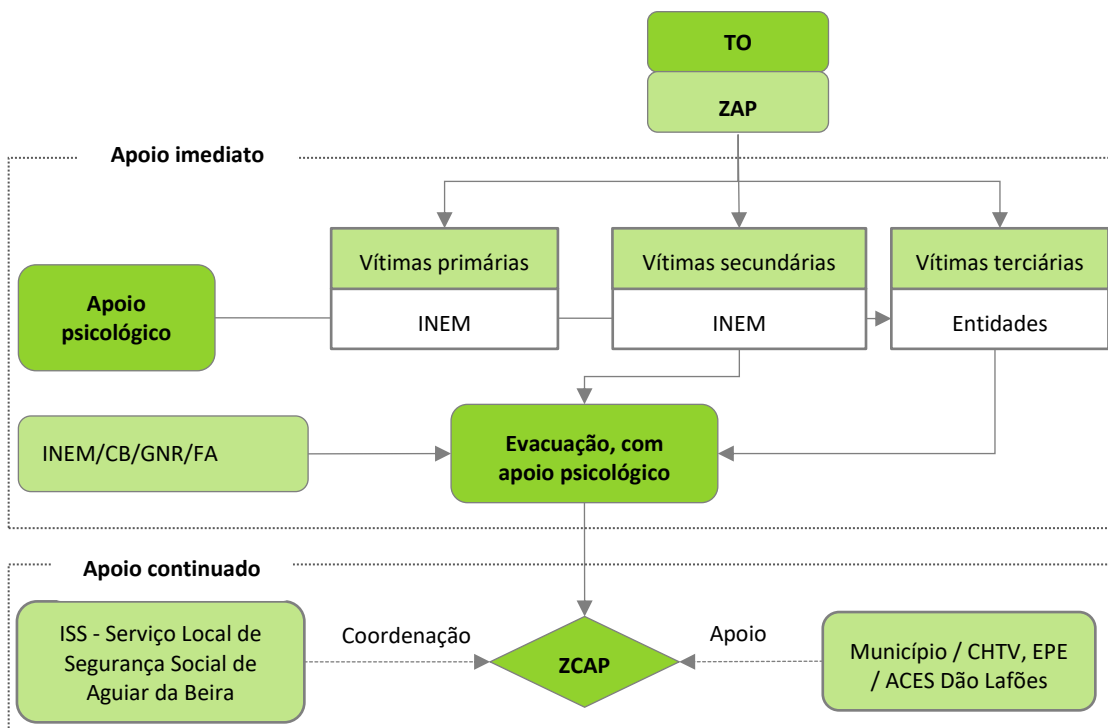 TO
ZAP
Apoio imediato
Vítimas primárias
Vítimas secundárias
Vítimas terciárias
Apoio
psicológico
INEM
INEM
Entidades
INEM/CB/GNR/FA
Evacuação, com
apoio psicológico
Apoio continuado
ISS - Serviço Local de
Segurança Social de
Aguiar da Beira
Coordenação
ZCAP
Apoio
Município / CHTV, EPE
/ ACES Dão Lafões